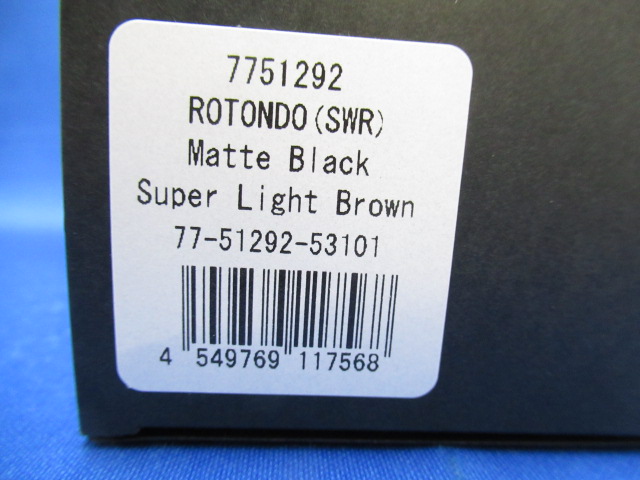 7751292
ROTONDO(SWR)
Matte Black
Super Light Brown
77-51292-53101
4 549769 117568